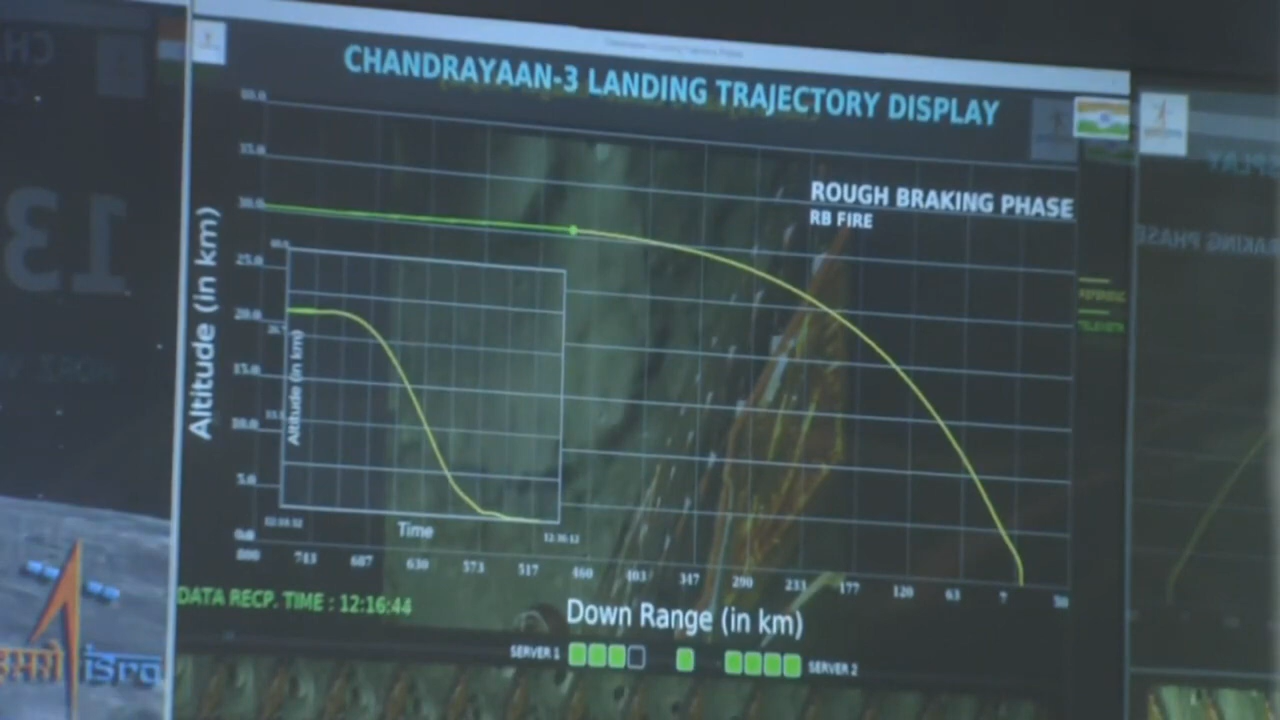 CHANDRAYAAN-3 LANDING TRAJECTORY DISPLAY
ROUGH BRAKING PHASE
RB FIRE
Altitude (in km)
30.0
25.0
20.0
15.0
10.0
5.0
Altitude (in km)
Time
713 687 630 573 517 460 403 347 290 233 177 120 63 7
Down Range (in km)
DATA RECP. TIME : 12:16:44
SERVER 1
SERVER 2
13
इसरो isro